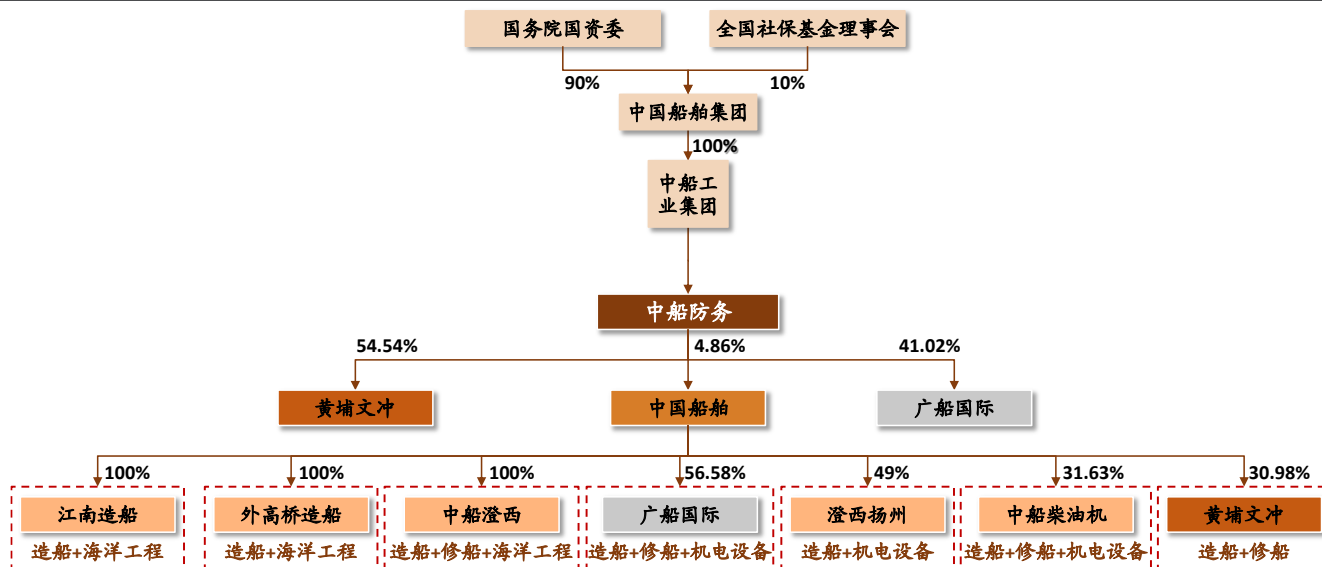 国务院国资委
全国社保基金理事会
90%
10%
中国船舶集团
100%
中船工
业集团
中船防务
54.54%
4.86%
41.02%
黄埔文冲
中国船舶
广船国际
100%
100%
100%
56.58%
49%
31.63%
30.98%
江南造船
外高桥造船
中船澄西
广船国际
澄西扬州
中船柴油机
黄埔文冲
造船+海洋工程
造船+海洋工程
造船+修船+海洋工程
造船+修船+机电设备
造船+机电设备
造船+修船+机电设备
造船+修船